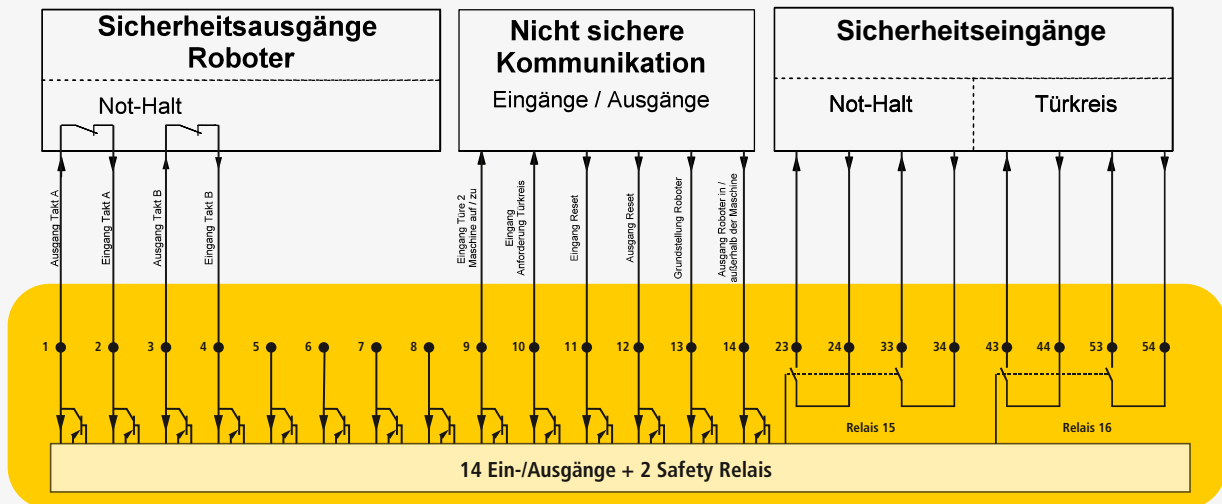 Sicherheitsausgänge
Roboter
Not-Halt
Nicht sichere
Kommunikation
Eingänge / Ausgänge
Sicherheitseingänge
Not-Halt
Türkreis
Ausgang Takt A
Eingang Takt A
Ausgang Takt B
Eingang Takt B
Eingang Türe 2
Maschine auf / zu
Eingang
Anforderung Türkreis
Eingang Reset
Ausgang Reset
Grundstellung Roboter
Ausgang Roboter in /
außerhalb der Maschine
1
2
3
4
5
6
7
8
9
10
11
12
13
14
23
24
33
34
43
44
53
54
Relais 15
Relais 16
14 Ein-/Ausgänge + 2 Safety Relais